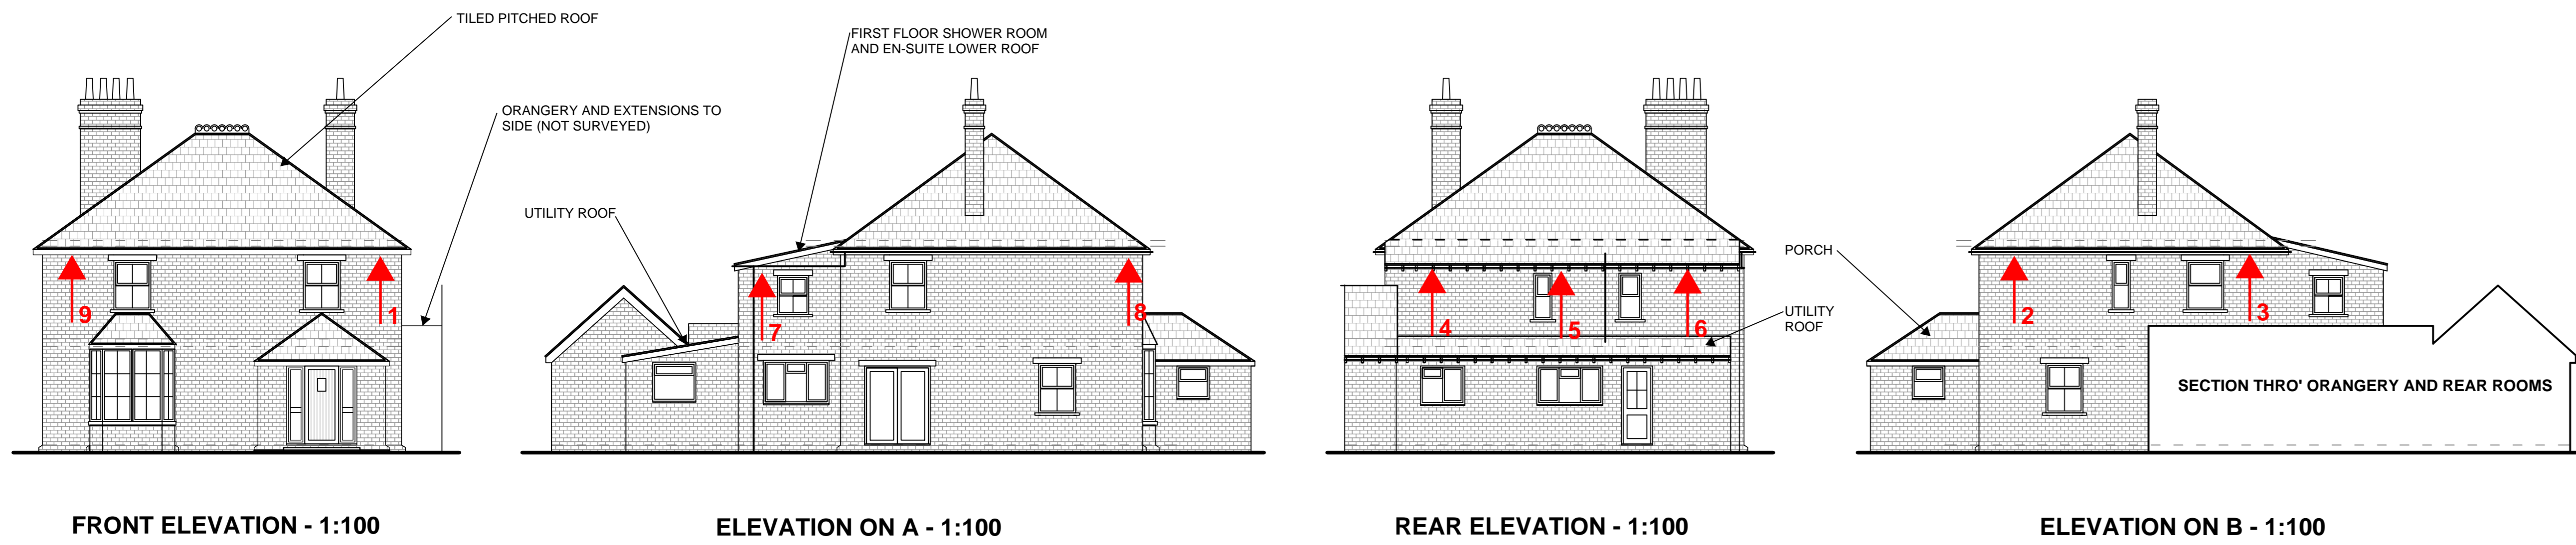 TILED PITCHED ROOF
ORANGERY AND EXTENSIONS TO
SIDE (NOT SURVEYED)
9
1
FRONT ELEVATION - 1:100
FIRST FLOOR SHOWER ROOM
AND EN-SUITE LOWER ROOF
UTILITY ROOF
7
8
ELEVATION ON A - 1:100
4
5
6
UTILITY
ROOF
REAR ELEVATION - 1:100
PORCH
2
3
SECTION THRO' ORANGERY AND REAR ROOMS
ELEVATION ON B - 1:100